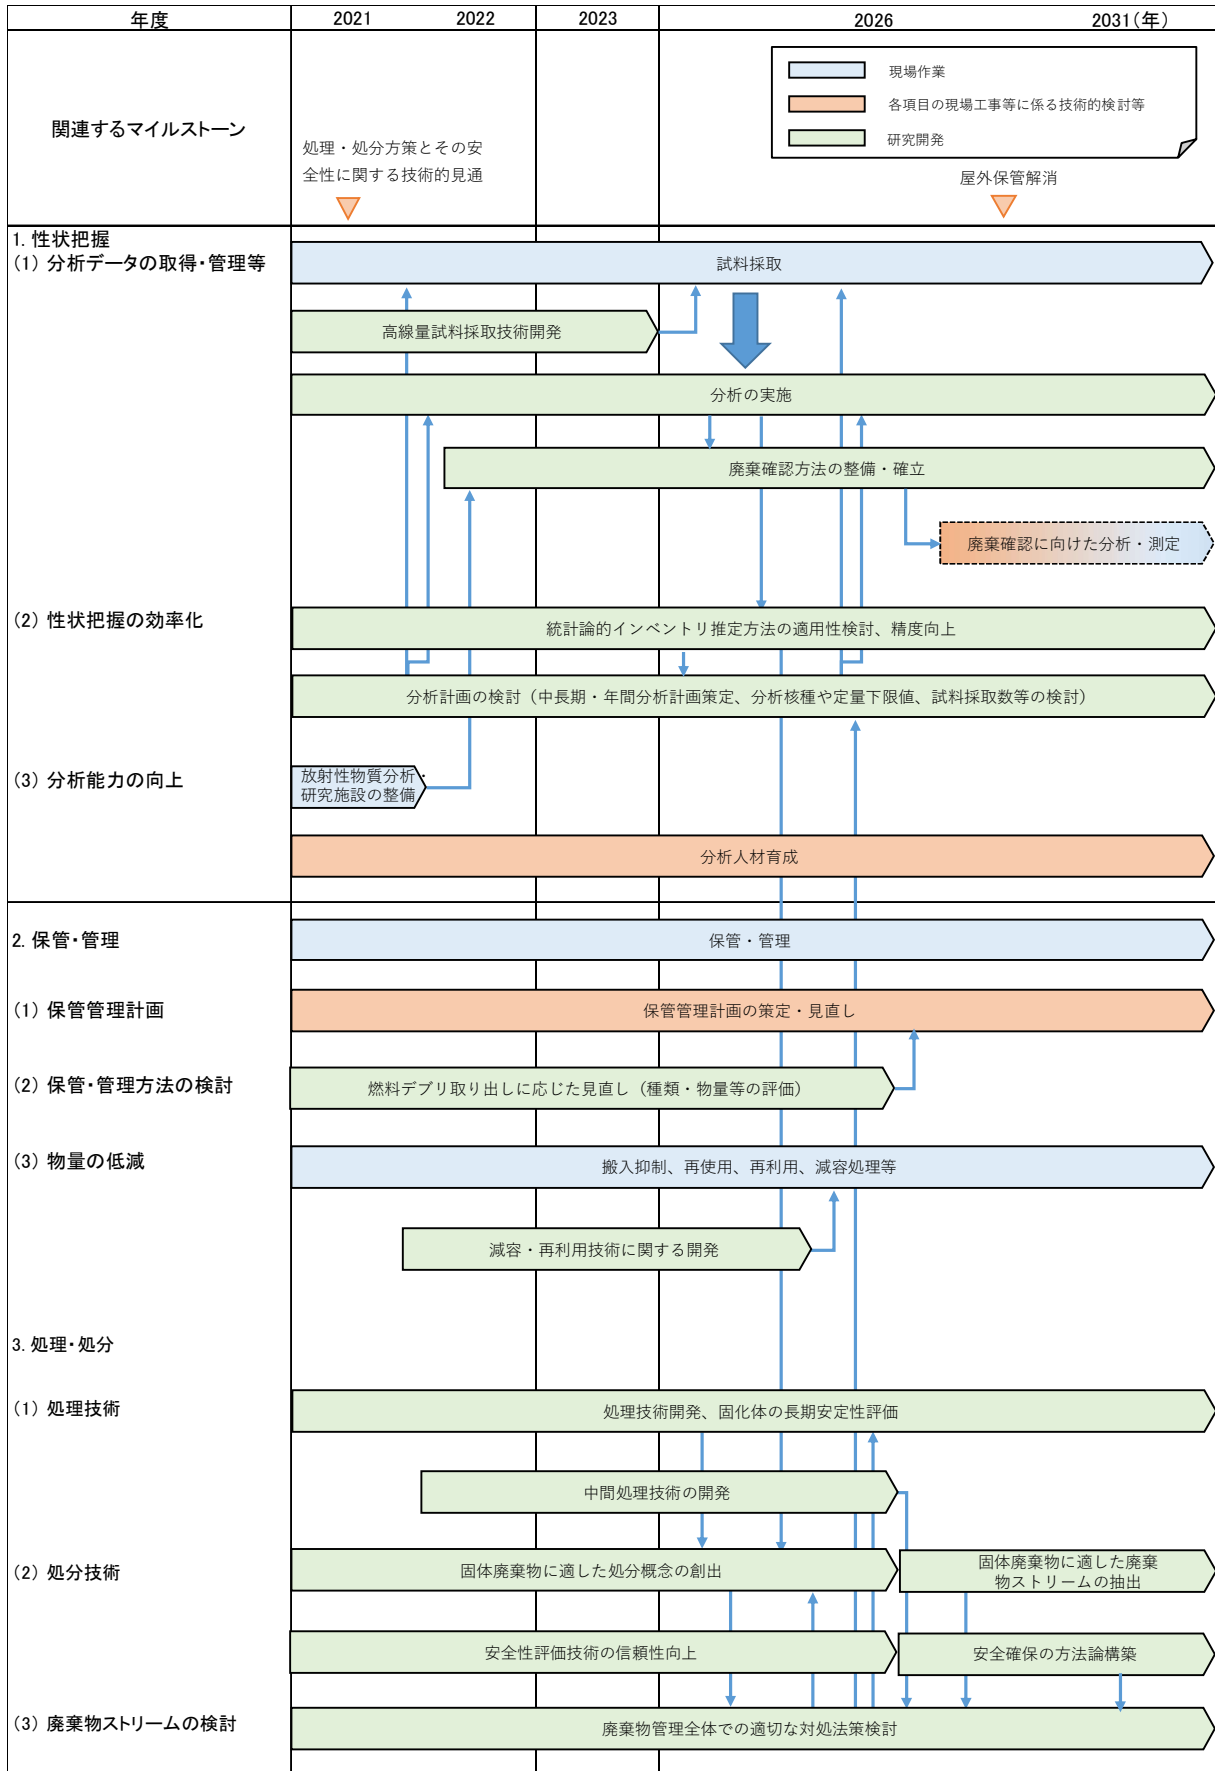 年度
2021
2022
2023
2026
2031(年)
現場作業
各項目の現場工事等に係る技術的検討等
研究開発
関連するマイルストーン
処理・処分方策とその安
全性に関する技術的見通
屋外保管解消
1. 性状把握
(1) 分析データの取得・管理等
試料採取
高線量試料採取技術開発
分析の実施
廃棄確認方法の整備・確立
廃棄確認に向けた分析・測定
(2) 性状把握の効率化
統計論的インベントリ推定方法の適用性検討、精度向上
分析計画の検討（中長期・年間分析計画策定、分析核種や定量下限値、試料採取数等の検討）
(3) 分析能力の向上
放射性物質分析・
研究施設の整備
分析人材育成
2. 保管・管理
保管・管理
(1) 保管管理計画
保管管理計画の策定・見直し
(2) 保管・管理方法の検討
燃料デブリ取り出しに応じた見直し（種類・物量等の評価）
(3) 物量の低減
搬入抑制、再使用、再利用、減容処理等
減容・再利用技術に関する開発
3. 処理・処分
(1) 処理技術
処理技術開発、固化体の長期安定性評価
中間処理技術の開発
(2) 処分技術
固体廃棄物に適した処分概念の創出
固体廃棄物に適した廃棄
物ストリームの抽出
安全性評価技術の信頼性向上
安全確保の方法論構築
(3) 廃棄物ストリームの検討
廃棄物管理全体での適切な対処法策検討